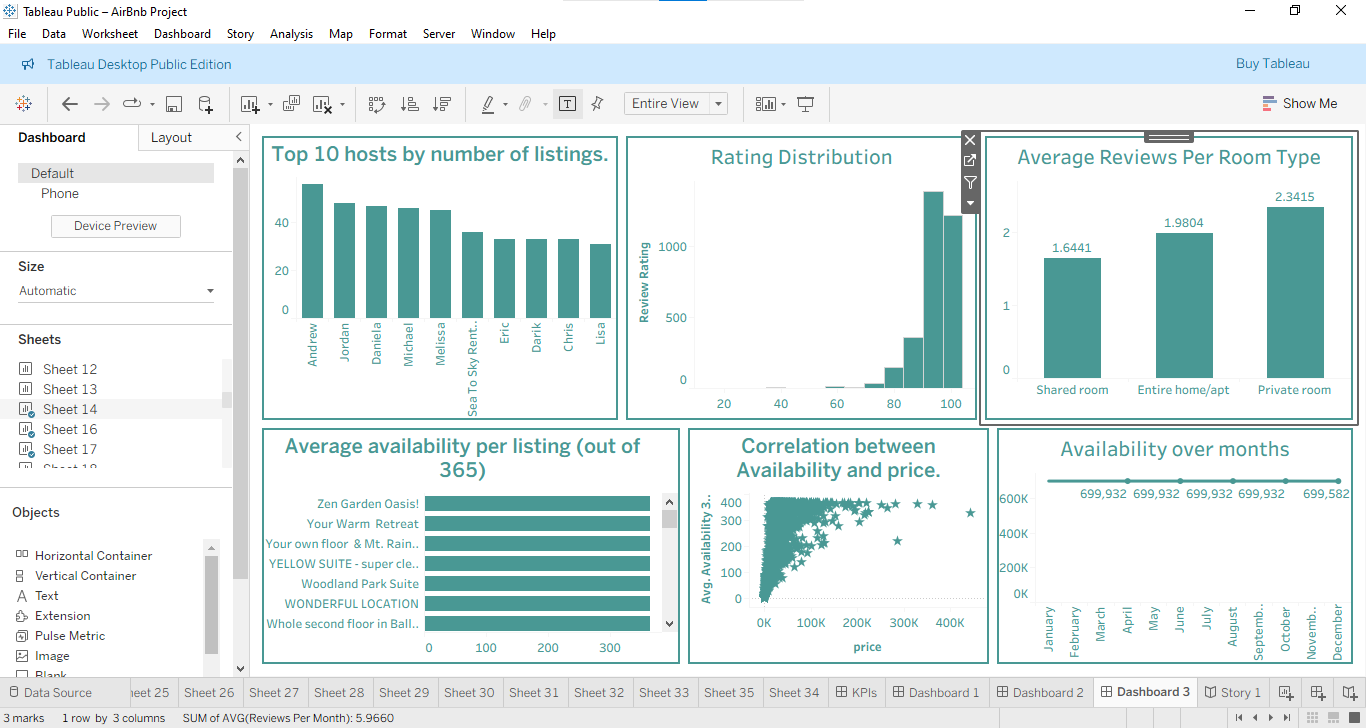 Tableau Public – AirBnb Project
File Data Worksheet Dashboard Story Analysis Map Format Server Window Help
Tableau Desktop Public Edition
Buy Tableau
Entire View
Show Me
Dashboard
Layout
Default
Phone
Device Preview
Size
Automatic
Sheets
Sheet 12
Sheet 13
Sheet 14
Sheet 16
Sheet 17
Objects
Horizontal Container
Vertical Container
Text
Extension
Pulse Metric
Image
Blank
Top 10 hosts by number of listings.
40
20
0
Andrew
Jordan
Daniela
Michael
Melissa
Sea To Sky Rent..
Eric
Darik
Chris
Lisa
Rating Distribution
Review Rating
1000
500
0
20 40 60 80 100
Average Reviews Per Room Type
2
1
0
1.6441
1.9804
2.3415
Shared room
Entire home/apt
Private room
Average availability per listing (out of
365)
Zen Garden Oasis!
Your Warm Retreat
Your own floor & Mt. Rain..
YELLOW SUITE - super cle..
Woodland Park Suite
WONDERFUL LOCATION
Whole second floor in Ball..
0 100 200 300
Correlation between
Availability and price.
Avg. Availability 3..
400
300
200
100
0
0K 100K 200K 300K 400K
price
Availability over months
600K
400K
200K
0K
699,932 699,932 699,932 699,932 699,582
January
February
March
April
May
June
July
August
Septemb..
October
Novemb..
December
Data Source
heet 25
Sheet 26
Sheet 27
Sheet 28
Sheet 29
Sheet 30
Sheet 31
Sheet 32
Sheet 33
Sheet 35
Sheet 34
KPIs
Dashboard 1
Dashboard 2
Dashboard 3
Story 1
3 marks 1 row by 3 columns SUM of AVG(Reviews Per Month): 5.9660